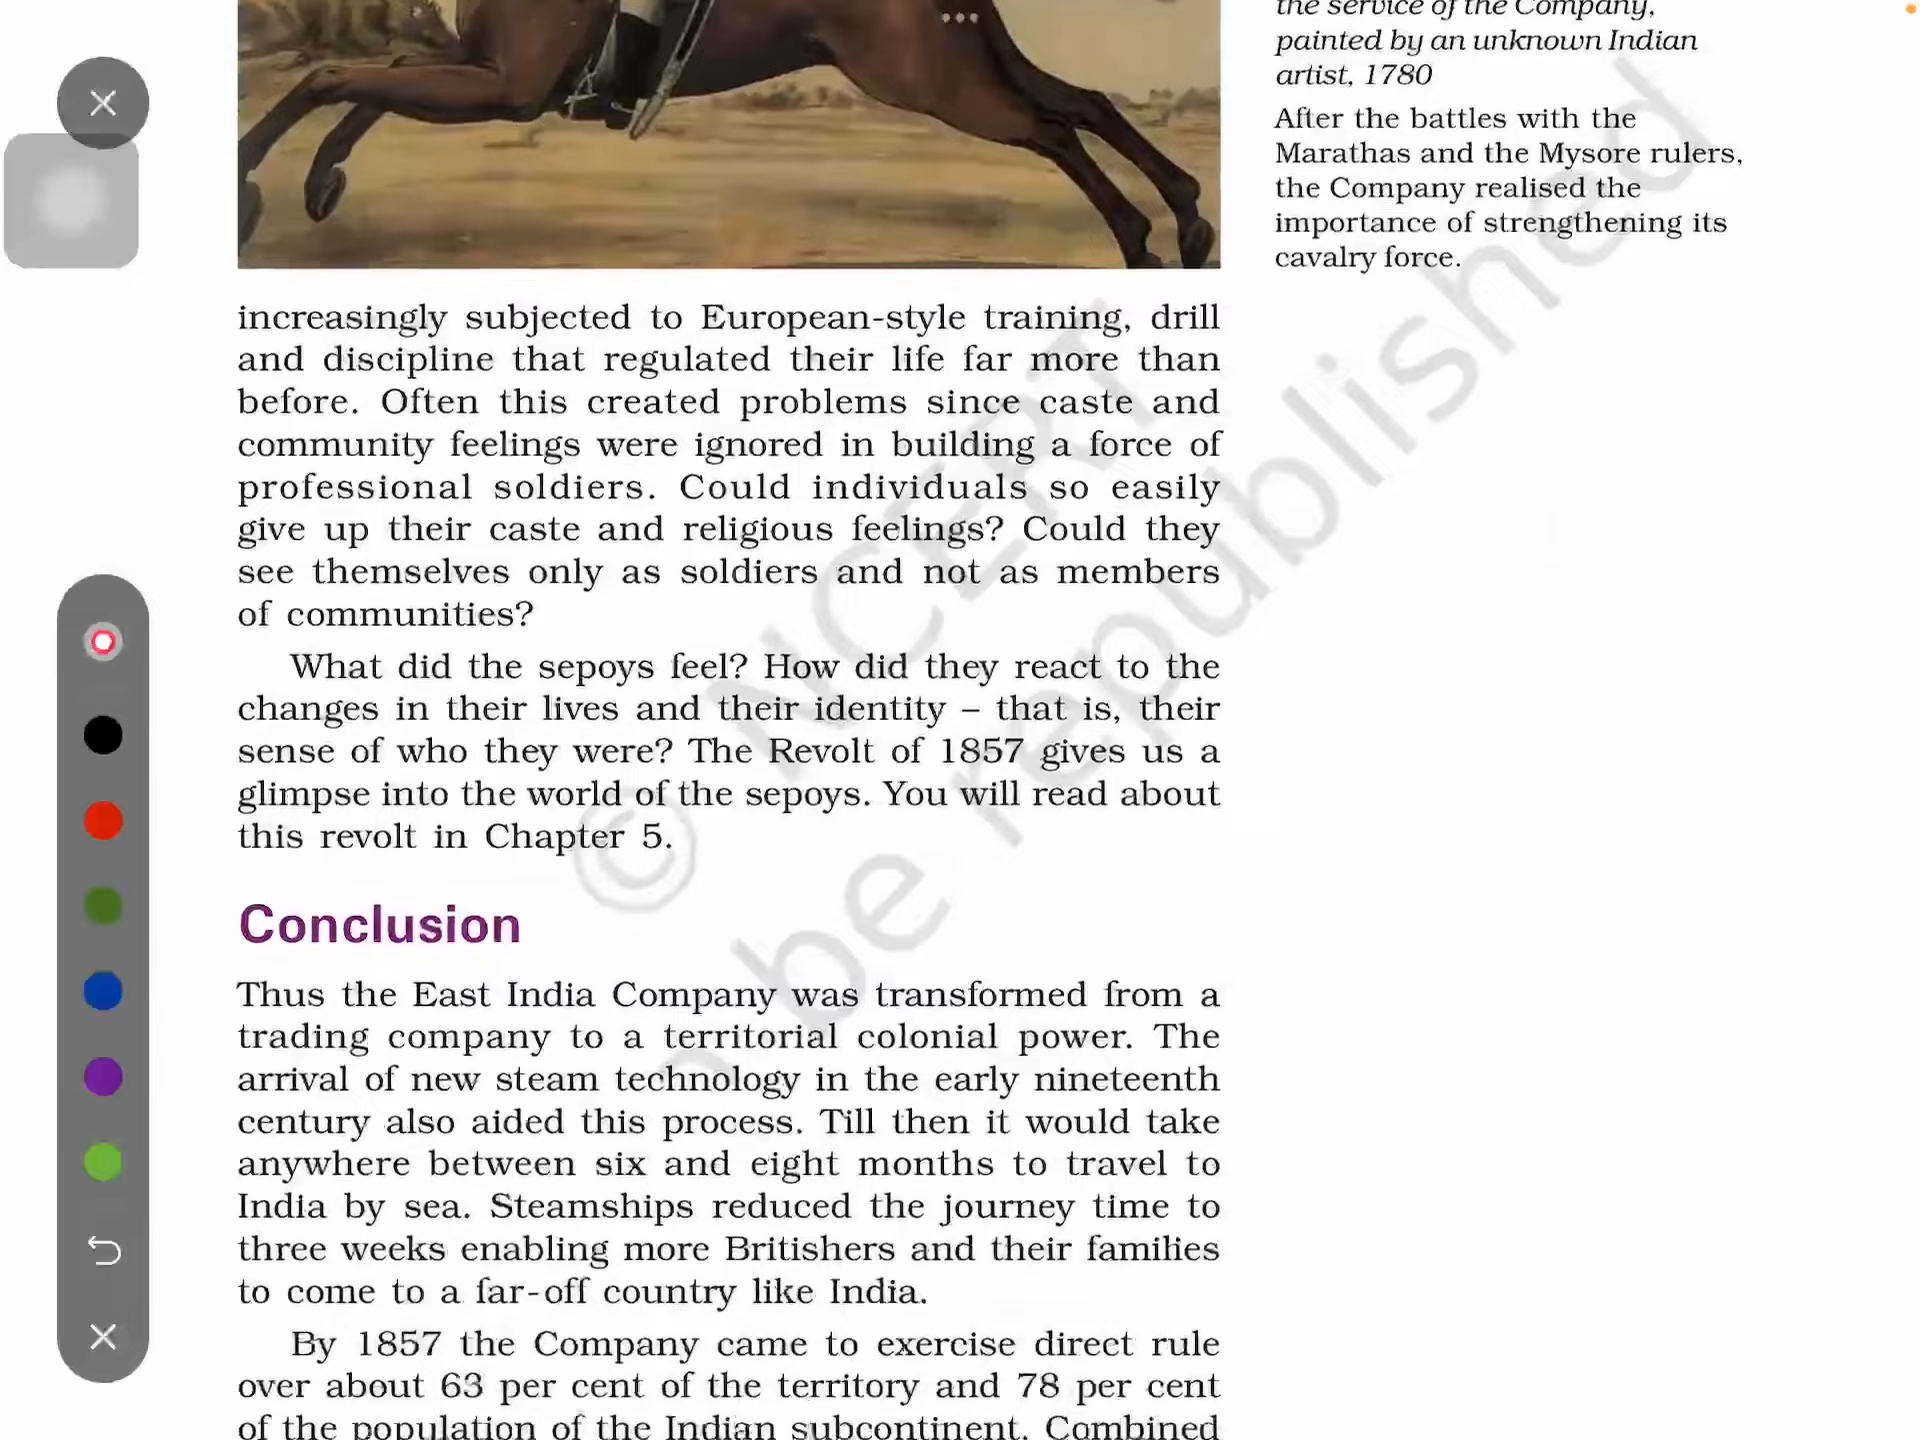 the service of the Company,
painted by an unknown Indian
artist, 1780
After the battles with the
Marathas and the Mysore rulers,
the Company realised the
importance of strengthening its
cavalry force.
increasingly subjected to European-style training, drill
and discipline that regulated their life far more than
before. Often this created problems since caste and
community feelings were ignored in building a force of
professional soldiers. Could individuals so easily
give up their caste and religious feelings? Could they
see themselves only as soldiers and not as members
of communities?
What did the sepoys feel? How did they react to the
changes in their lives and their identity – that is, their
sense of who they were? The Revolt of 1857 gives us a
glimpse into the world of the sepoys. You will read about
this revolt in Chapter 5.
Conclusion
Thus the East India Company was transformed from a
trading company to a territorial colonial power. The
arrival of new steam technology in the early nineteenth
century also aided this process. Till then it would take
anywhere between six and eight months to travel to
India by sea. Steamships reduced the journey time to
three weeks enabling more Britishers and their families
to come to a far-off country like India.
By 1857 the Company came to exercise direct rule
over about 63 per cent of the territory and 78 per cent
of the population of the Indian subcontinent. Combined
© NCERT
be republished